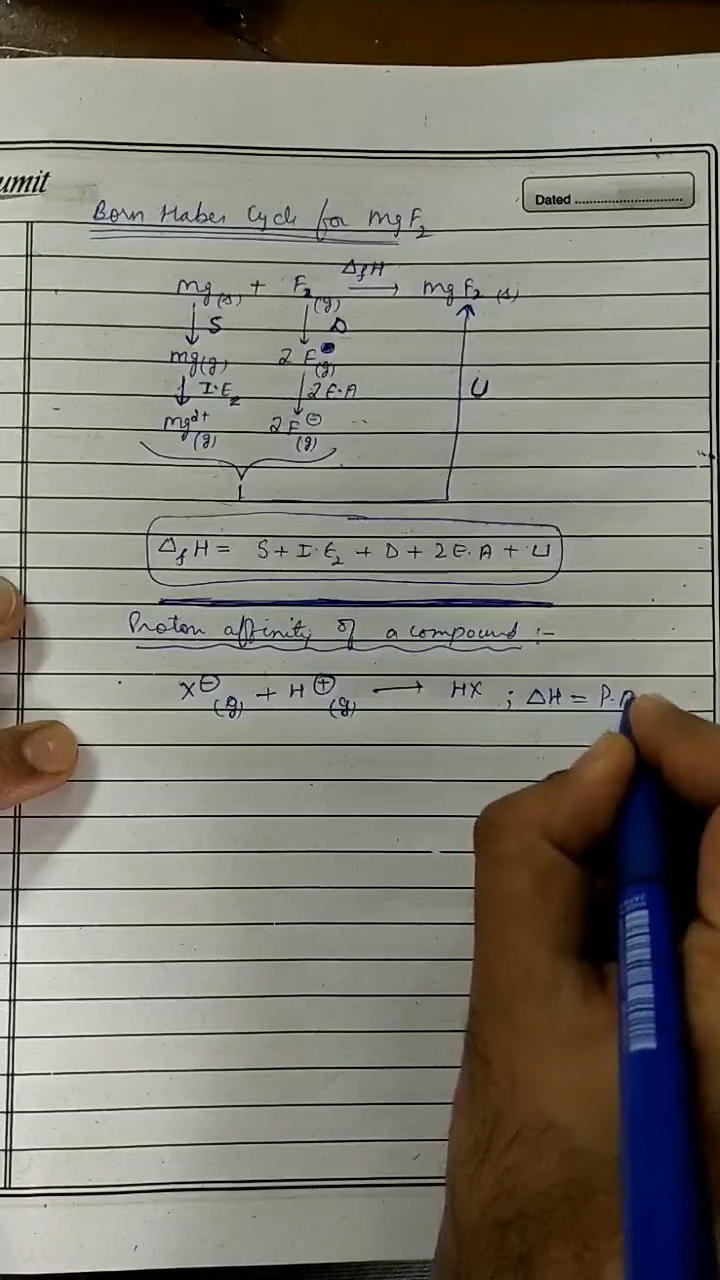 umit
Dated
Born Haber Cycle for MgF₂
Mg(s) + F₂(g) →ΔfH MgF₂(s)
↓ S ↓ D
Mg(g) 2F(g)
↓ I.E₂ ↓ 2E.A U
Mg²⁺(g) 2F⊖(g)
ΔfH = S + I.E₂ + D + 2E.A + U
Proton affinity of a compound :-
X⊖(g) + H⊕(g) ⟶ HX ; ΔH = P.